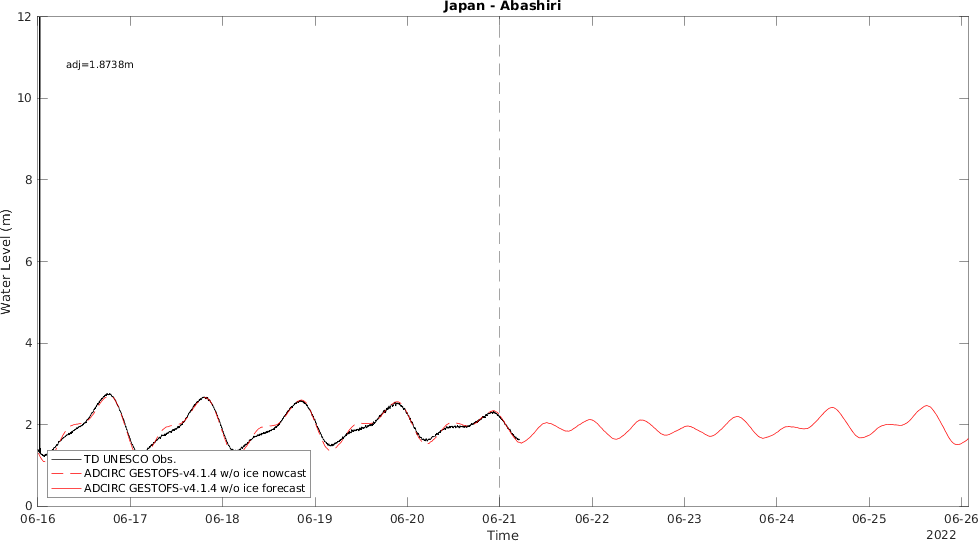 Japan - Abashiri
12
adj=1.8738m
10
8
6
4
2
0
Water Level (m)
TD UNESCO Obs.
ADCIRC GESTOFS-v4.1.4 w/o ice nowcast
ADCIRC GESTOFS-v4.1.4 w/o ice forecast
06-16 06-17 06-18 06-19 06-20 06-21 06-22 06-23 06-24 06-25 06-26
Time
2022